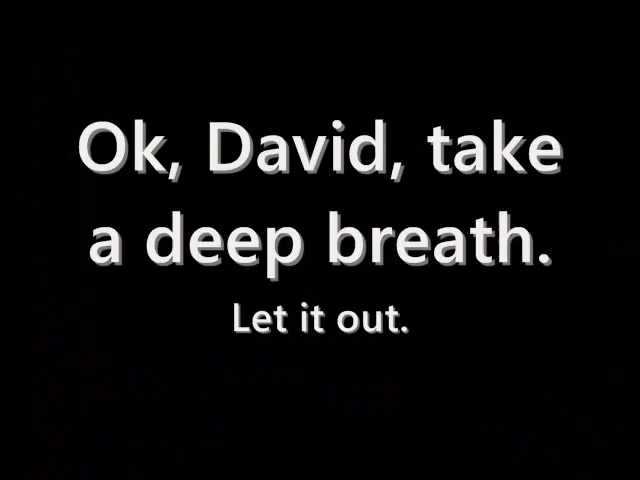 Ok, David, take
a deep breath.
Let it out.